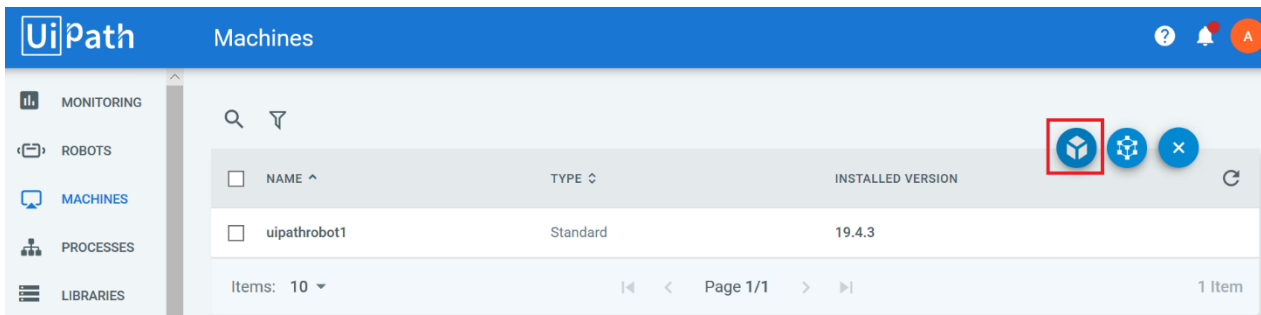 UiPath Machines ? A
MONITORING
ROBOTS
MACHINES
PROCESSES
LIBRARIES
NAME TYPE INSTALLED VERSION
uipathrobot1 Standard 19.4.3
Items: 10 Page 1/1 1 Item